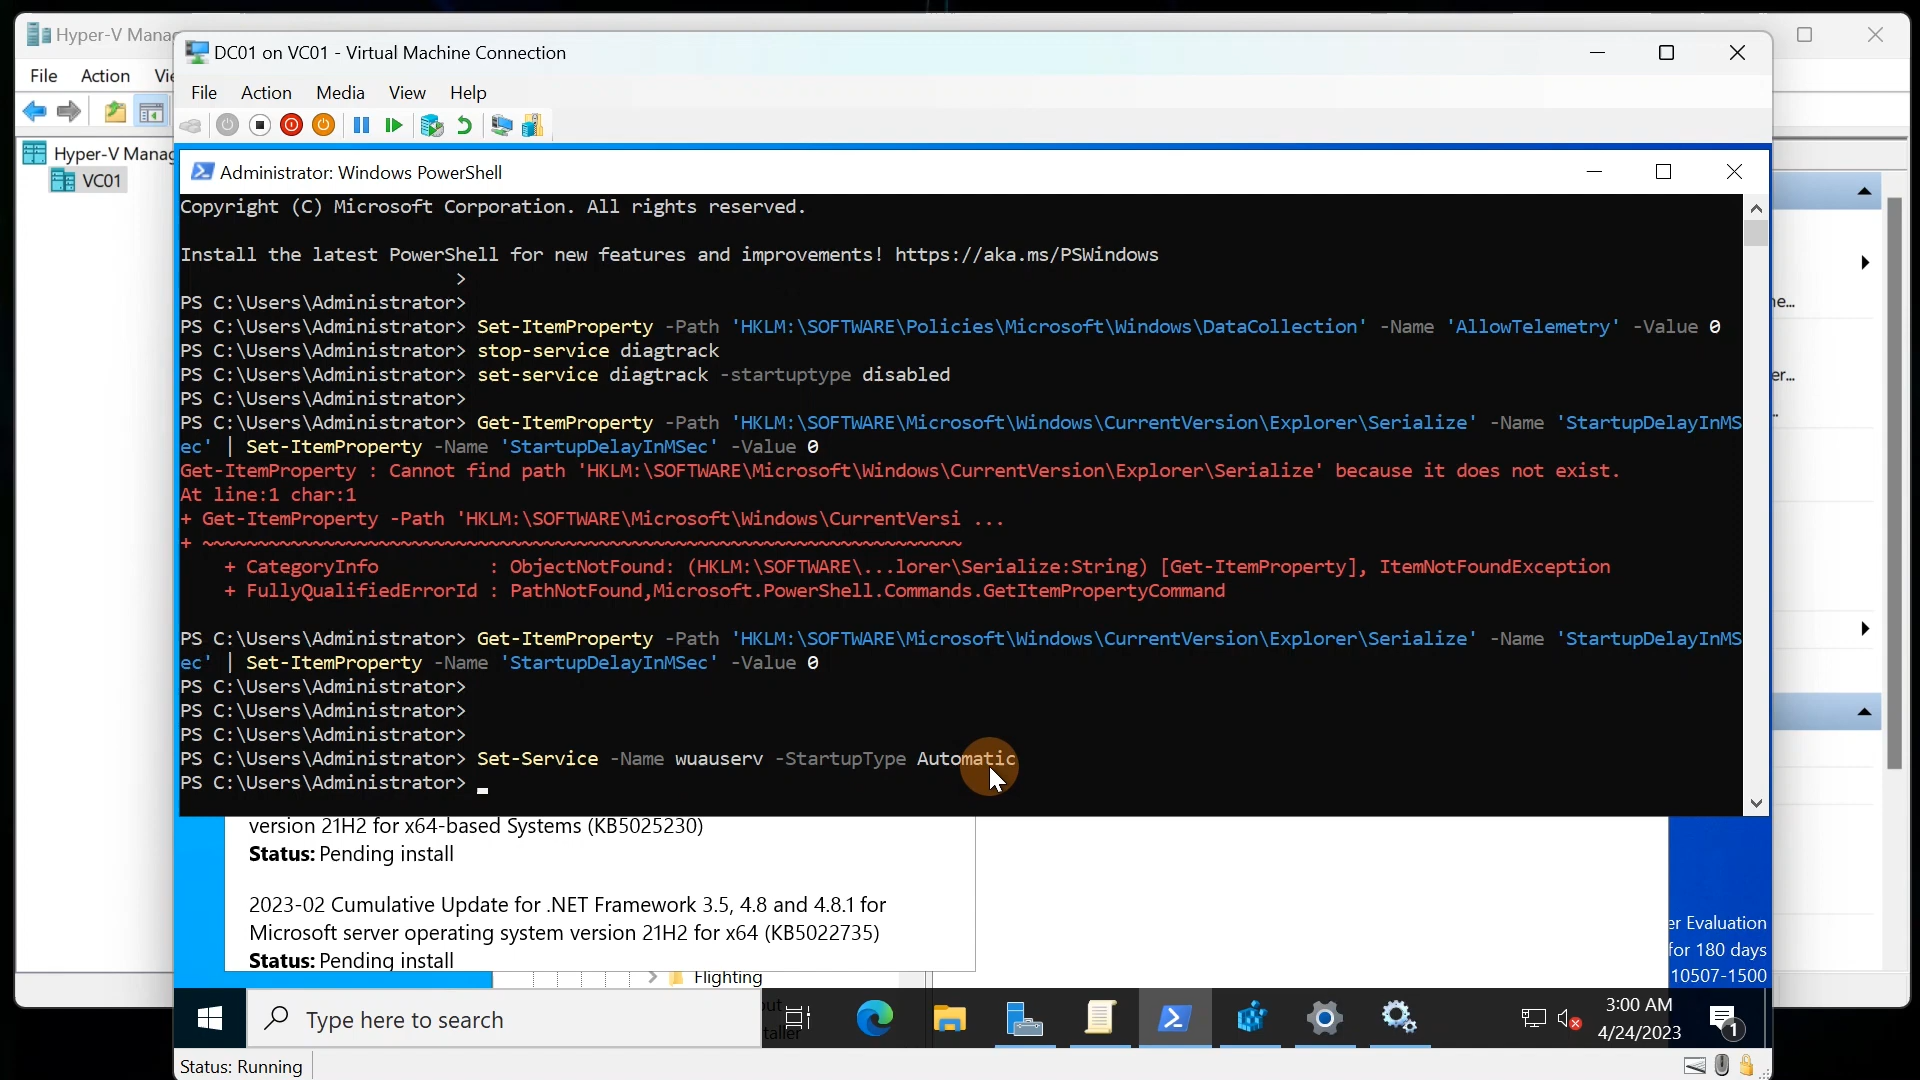 Hyper-V Mana
File Action Vi
Hyper-V Manag
VC01
DC01 on VC01 - Virtual Machine Connection
File Action Media View Help
Administrator: Windows PowerShell
Copyright (C) Microsoft Corporation. All rights reserved.
Install the latest PowerShell for new features and improvements! https://aka.ms/PSWindows
>
PS C:\Users\Administrator>
PS C:\Users\Administrator> Set-ItemProperty -Path 'HKLM:\SOFTWARE\Policies\Microsoft\Windows\DataCollection' -Name 'AllowTelemetry' -Value 0
PS C:\Users\Administrator> stop-service diagtrack
PS C:\Users\Administrator> set-service diagtrack -startuptype disabled
PS C:\Users\Administrator>
PS C:\Users\Administrator> Get-ItemProperty -Path 'HKLM:\SOFTWARE\Microsoft\Windows\CurrentVersion\Explorer\Serialize' -Name 'StartupDelayInMS
ec' | Set-ItemProperty -Name 'StartupDelayInMSec' -Value 0
Get-ItemProperty : Cannot find path 'HKLM:\SOFTWARE\Microsoft\Windows\CurrentVersion\Explorer\Serialize' because it does not exist.
At line:1 char:1
+ Get-ItemProperty -Path 'HKLM:\SOFTWARE\Microsoft\Windows\CurrentVersi ...
+ ~~~~~~~~~~~~~~~~~~~~~~~~~~~~~~~~~~~~~~~~~~~~~~~~~~~~~~~~~~~~~~~~~~~~~
+ CategoryInfo : ObjectNotFound: (HKLM:\SOFTWARE\...lorer\Serialize:String) [Get-ItemProperty], ItemNotFoundException
+ FullyQualifiedErrorId : PathNotFound,Microsoft.PowerShell.Commands.GetItemPropertyCommand
PS C:\Users\Administrator> Get-ItemProperty -Path 'HKLM:\SOFTWARE\Microsoft\Windows\CurrentVersion\Explorer\Serialize' -Name 'StartupDelayInMS
ec' | Set-ItemProperty -Name 'StartupDelayInMSec' -Value 0
PS C:\Users\Administrator>
PS C:\Users\Administrator>
PS C:\Users\Administrator>
PS C:\Users\Administrator> Set-Service -Name wuauserv -StartupType Automatic
PS C:\Users\Administrator>
version 21H2 for x64-based Systems (KB5025230)
Status: Pending install
2023-02 Cumulative Update for .NET Framework 3.5, 4.8 and 4.8.1 for
Microsoft server operating system version 21H2 for x64 (KB5022735)
Status: Pending install
Flighting
er Evaluation
for 180 days
10507-1500
Type here to search
3:00 AM
4/24/2023
1
Status: Running